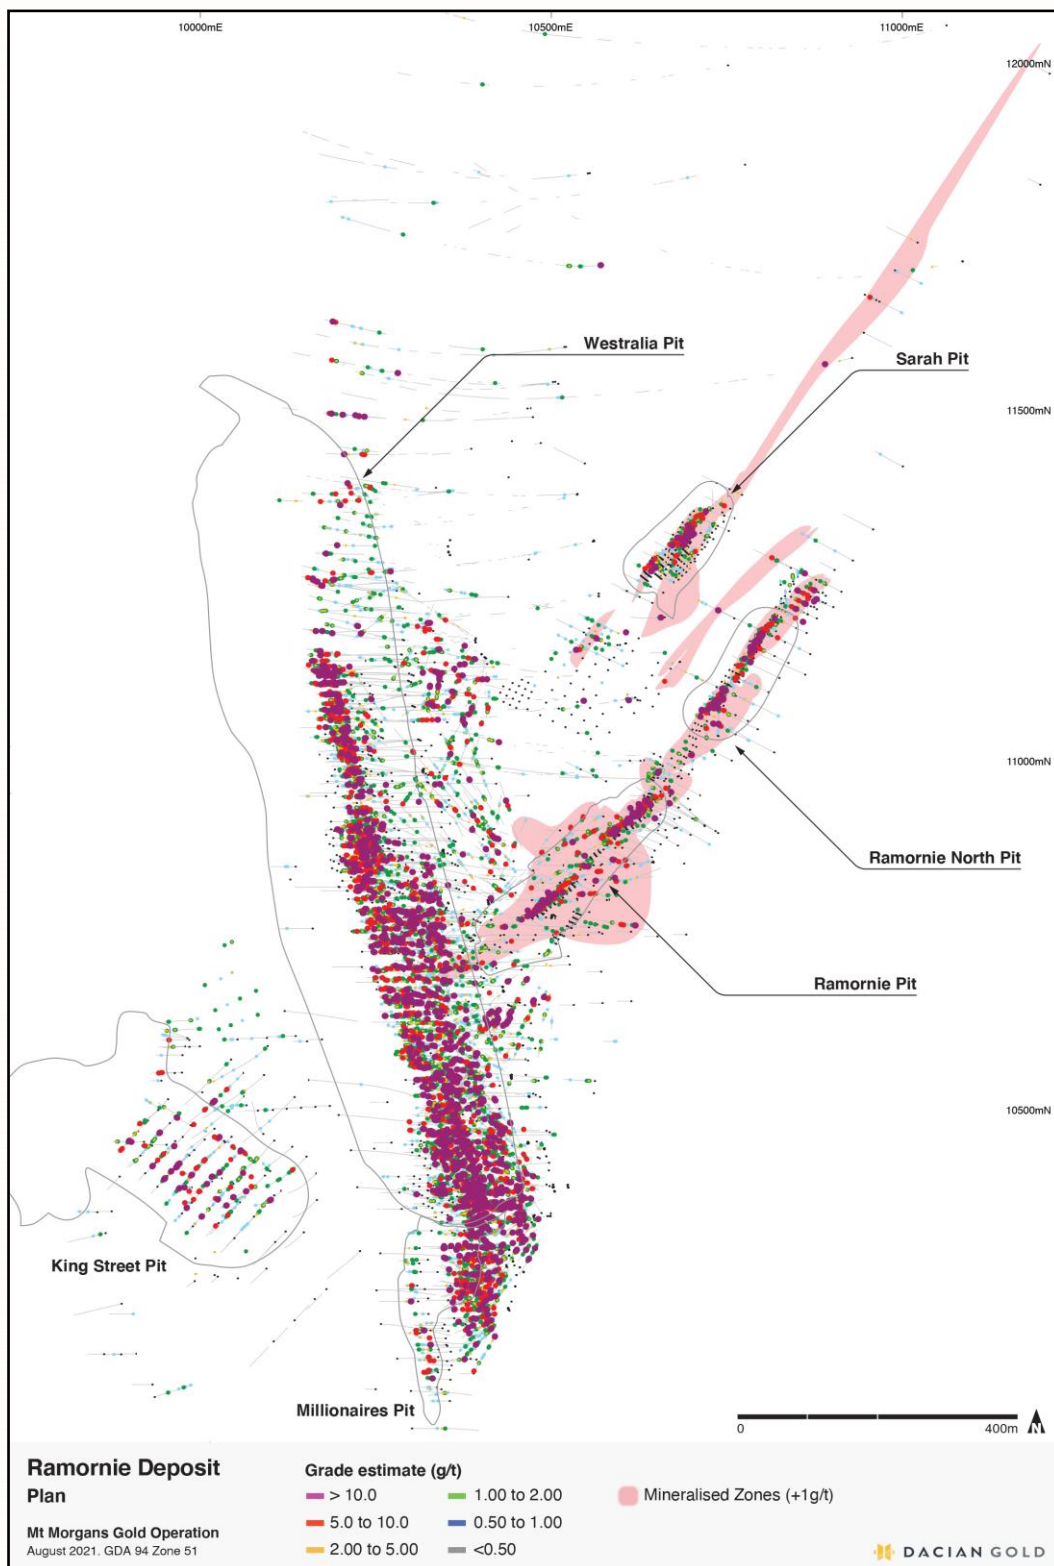 10000mE
10500mE
11000mE
12000mN
Westralia Pit
Sarah Pit
11500mN
11000mN
Ramornie North Pit
Ramornie Pit
10500mN
King Street Pit
Millionaires Pit
0
400m
N
Ramornie Deposit
Plan
Mt Morgans Gold Operation
August 2021. GDA 94 Zone 51
Grade estimate (g/t)
> 10.0
5.0 to 10.0
2.00 to 5.00
1.00 to 2.00
0.50 to 1.00
<0.50
Mineralised Zones (+1g/t)
DACIAN GOLD